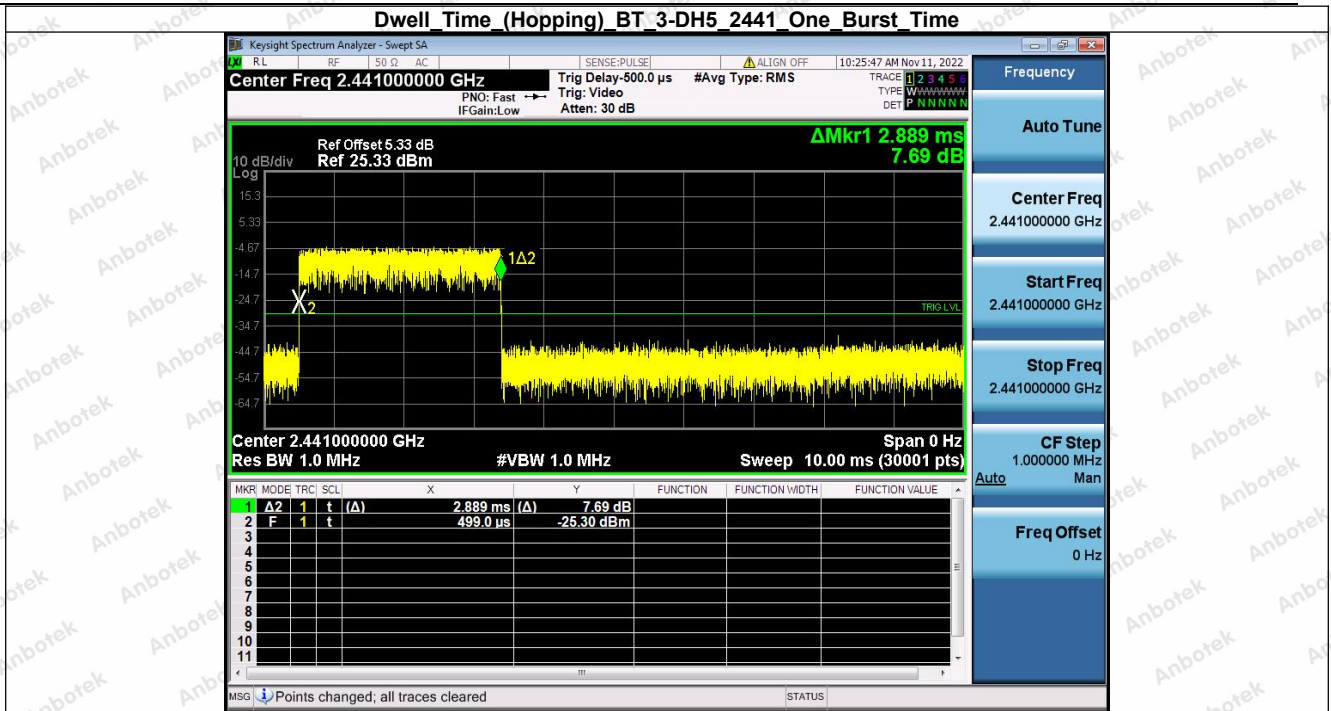 Dwell_Time_(Hopping)_BT_3-DH5_2441_One_Burst_Time
Keysight Spectrum Analyzer - Swept SA
LXI RL RF 50 Ω AC SENSE:PULSE ALIGN OFF 10:25:47 AM Nov 11, 2022
Center Freq 2.441000000 GHz
PNO: Fast
IFGain:Low
Trig Delay-500.0 µs
Trig: Video
Atten: 30 dB
#Avg Type: RMS
TRACE 1 2 3 4 5 6
TYPE WWWWWW
DET P N N N N N
ΔMkr1 2.889 ms
7.69 dB
Ref Offset 5.33 dB
10 dB/div Ref 25.33 dBm
Log
15.3
5.33
-4.67
-14.7
-24.7
-34.7
-44.7
-54.7
-64.7
1Δ2
2
TRIG LVL
Center 2.441000000 GHz Span 0 Hz
Res BW 1.0 MHz #VBW 1.0 MHz Sweep 10.00 ms (30001 pts)
MKR MODE TRC SCL X Y FUNCTION FUNCTION WIDTH FUNCTION VALUE
1 Δ2 1 t (Δ) 2.889 ms (Δ) 7.69 dB
2 F 1 t 499.0 µs -25.30 dBm
3
4
5
6
7
8
9
10
11
MSG Points changed; all traces cleared STATUS
Frequency
Auto Tune
Center Freq
2.441000000 GHz
Start Freq
2.441000000 GHz
Stop Freq
2.441000000 GHz
CF Step
1.000000 MHz
Auto Man
Freq Offset
0 Hz
Anbotek